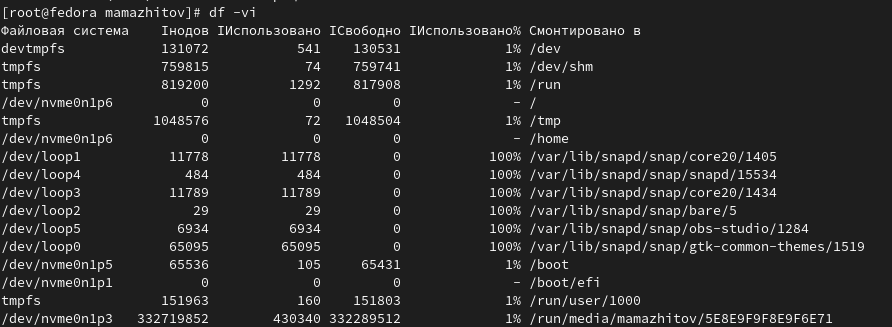 [root@fedora mamazhitov]# df -vi
Файловая система Iнодов IИспользовано IСвободно IИспользовано% Смонтировано в
devtmpfs 131072 541 130531 1% /dev
tmpfs 759815 74 759741 1% /dev/shm
tmpfs 819200 1292 817908 1% /run
/dev/nvme0n1p6 0 0 0 - /
tmpfs 1048576 72 1048504 1% /tmp
/dev/nvme0n1p6 0 0 0 - /home
/dev/loop1 11778 11778 0 100% /var/lib/snapd/snap/core20/1405
/dev/loop4 484 484 0 100% /var/lib/snapd/snap/snapd/15534
/dev/loop3 11789 11789 0 100% /var/lib/snapd/snap/core20/1434
/dev/loop2 29 29 0 100% /var/lib/snapd/snap/bare/5
/dev/loop5 6934 6934 0 100% /var/lib/snapd/snap/obs-studio/1284
/dev/loop0 65095 65095 0 100% /var/lib/snapd/snap/gtk-common-themes/1519
/dev/nvme0n1p5 65536 105 65431 1% /boot
/dev/nvme0n1p1 0 0 0 - /boot/efi
tmpfs 151963 160 151803 1% /run/user/1000
/dev/nvme0n1p3 332719852 430340 332289512 1% /run/media/mamazhitov/5E8E9F9F8E9F6E71